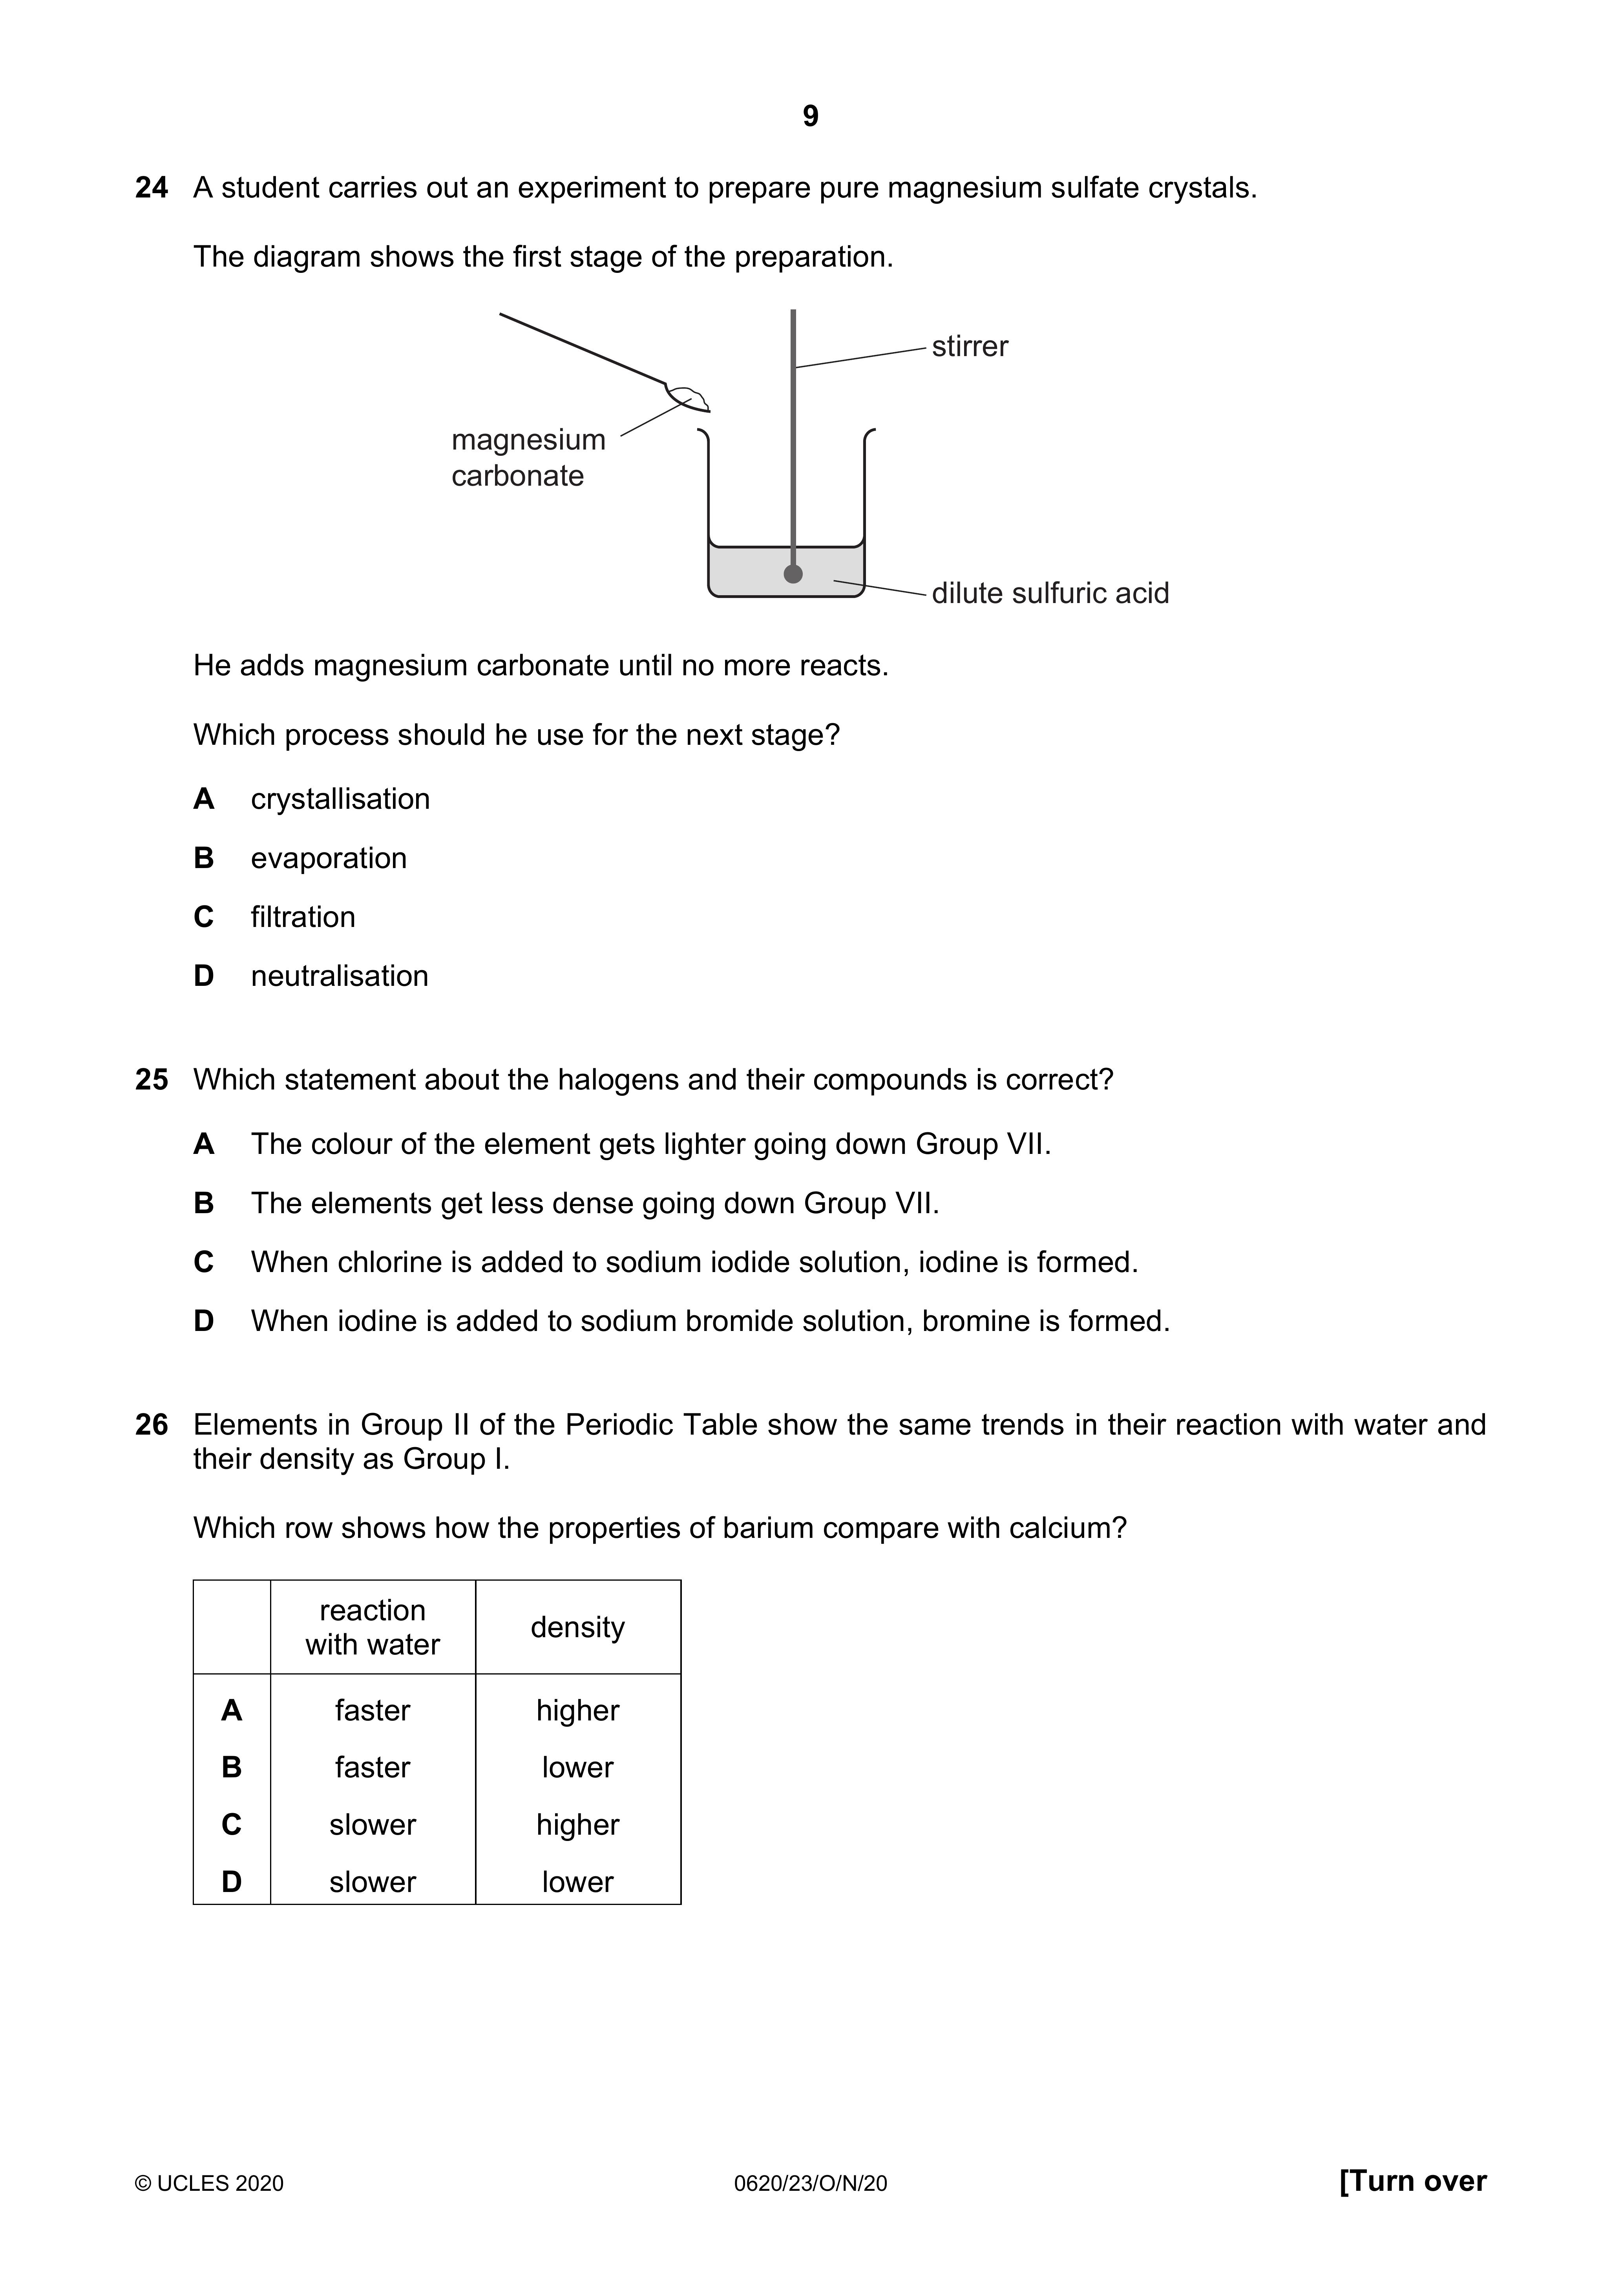 9
24 A student carries out an experiment to prepare pure magnesium sulfate crystals.
The diagram shows the first stage of the preparation.
stirrer
magnesium
carbonate
dilute sulfuric acid
He adds magnesium carbonate until no more reacts.
Which process should he use for the next stage?
A crystallisation
B evaporation
C filtration
D neutralisation
25 Which statement about the halogens and their compounds is correct?
A The colour of the element gets lighter going down Group VII.
B The elements get less dense going down Group VII.
C When chlorine is added to sodium iodide solution, iodine is formed.
D When iodine is added to sodium bromide solution, bromine is formed.
26 Elements in Group II of the Periodic Table show the same trends in their reaction with water and
their density as Group I.
Which row shows how the properties of barium compare with calcium?
reaction
with water
density
A faster higher
B faster lower
C slower higher
D slower lower
© UCLES 2020 0620/23/O/N/20 [Turn over